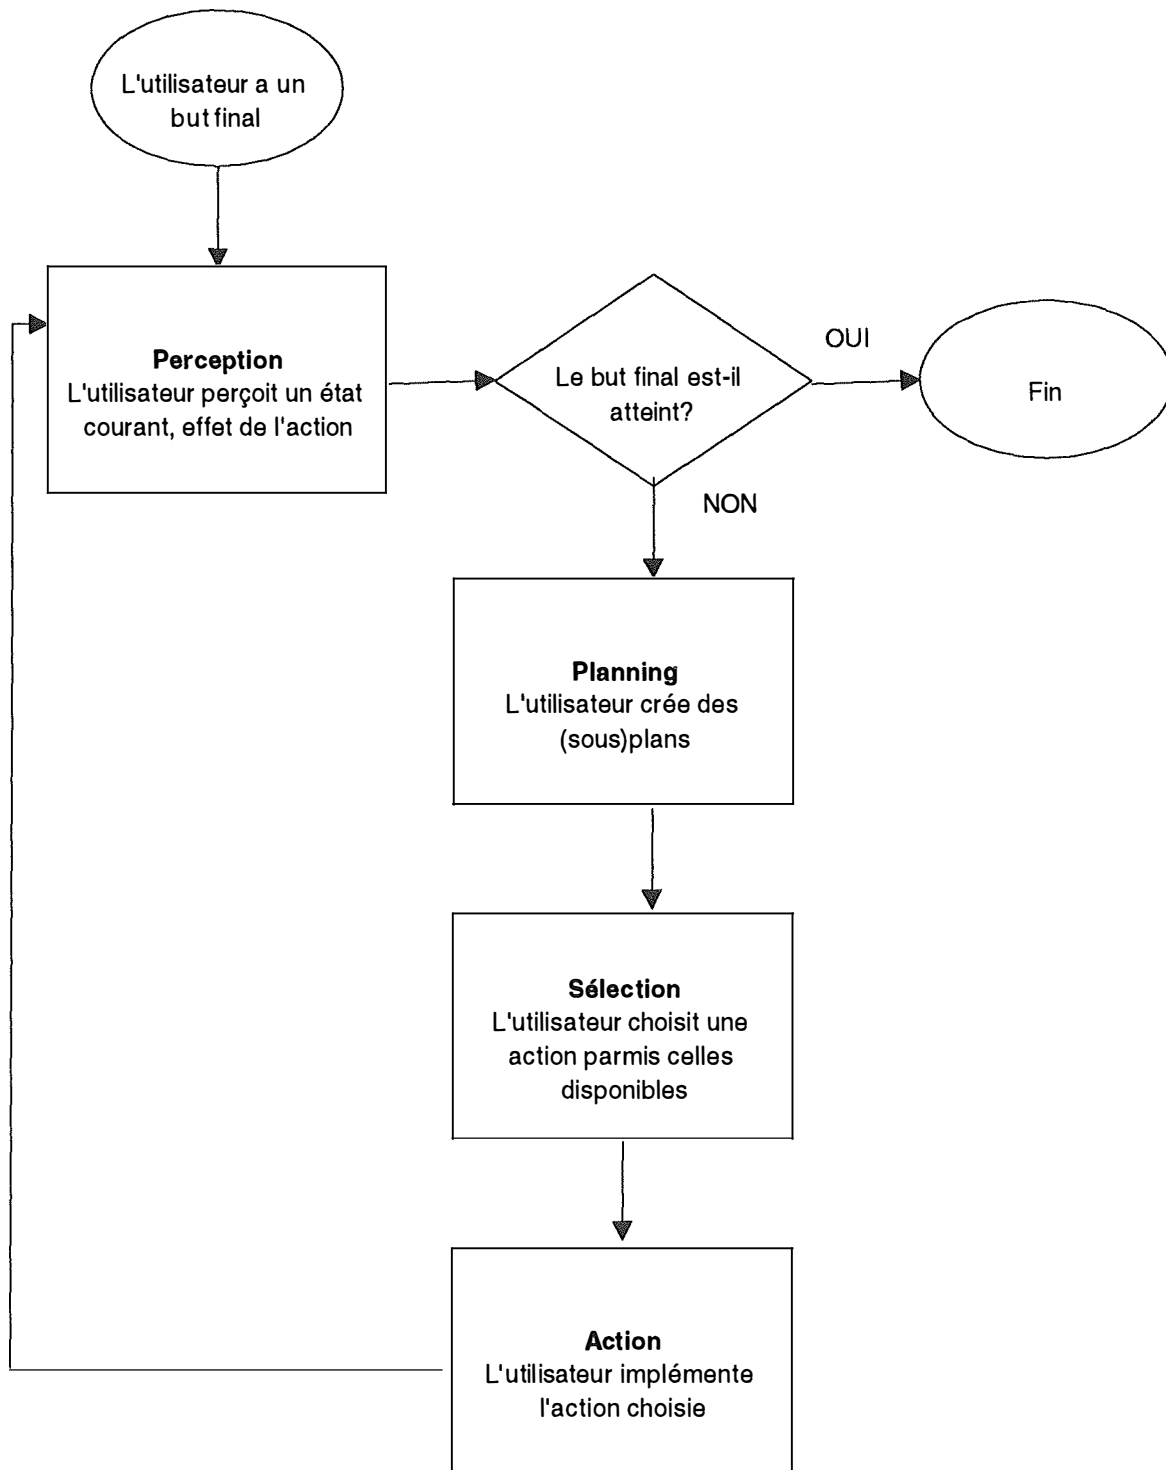 L'utilisateur a un
but final
Perception
L'utilisateur perçoit un état
courant, effet de l'action
Le but final est-il
atteint?
OUI
Fin
NON
Planning
L'utilisateur crée des
(sous)plans
Sélection
L'utilisateur choisit une
action parmis celles
disponibles
Action
L'utilisateur implémente
l'action choisie